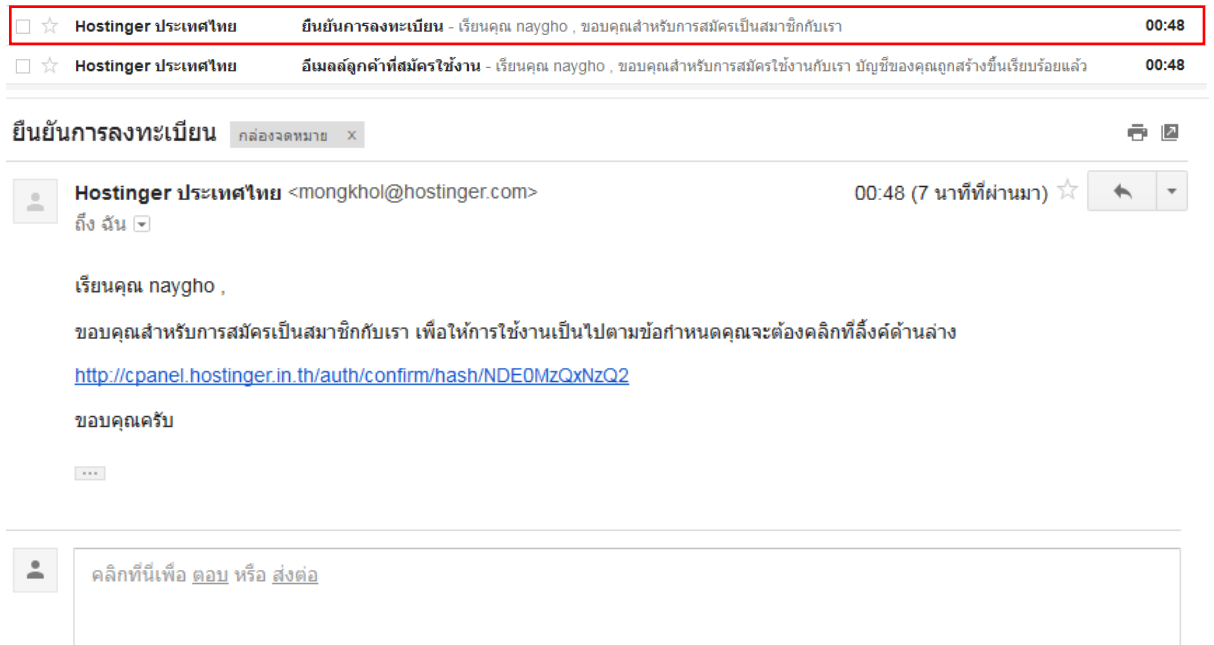 Hostinger ประเทศไทย ยืนยันการลงทะเบียน - เรียนคุณ naygho , ขอบคุณสำหรับการสมัครเป็นสมาชิกกับเรา 00:48
Hostinger ประเทศไทย อีเมลล์ลูกค้าที่สมัครใช้งาน - เรียนคุณ naygho , ขอบคุณสำหรับการสมัครใช้งานกับเรา บัญชีของคุณถูกสร้างขึ้นเรียบร้อยแล้ว 00:48
ยืนยันการลงทะเบียน กล่องจดหมาย x
Hostinger ประเทศไทย <mongkhol@hostinger.com> 00:48 (7 นาทีที่ผ่านมา)
ถึง ฉัน
เรียนคุณ naygho ,
ขอบคุณสำหรับการสมัครเป็นสมาชิกกับเรา เพื่อให้การใช้งานเป็นไปตามข้อกำหนดคุณจะต้องคลิกที่ลิ้งค์ด้านล่าง
http://cpanel.hostinger.in.th/auth/confirm/hash/NDE0MzQxNzQ2
ขอบคุณครับ
...
คลิกที่นี่เพื่อ ตอบ หรือ ส่งต่อ